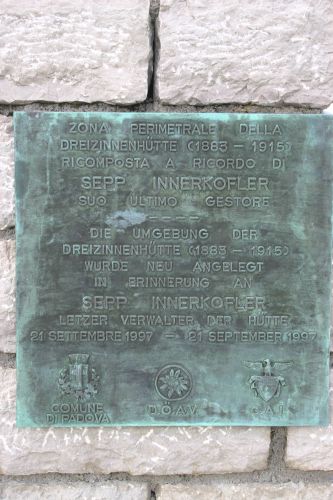 ZONA PERIMETRALE DELLA
DREIZINNENHÜTTE (1883 - 1915)
RICOMPOSTA A RICORDO DI
SEPP INNERKOFLER
SUO ULTIMO GESTORE
- - - -
DIE UMGEBUNG DER
DREIZINNENHÜTTE (1883 - 1915)
WURDE NEU ANGELEGT
IN ERINNERUNG AN
SEPP INNERKOFLER
LETZER VERWALTER DER HÜTTE
21 SETTEMBRE 1997 - 21 SEPTEMBER 1997
COMUNE DI PADOVA
D.Ö.A.V.
C.A.I.